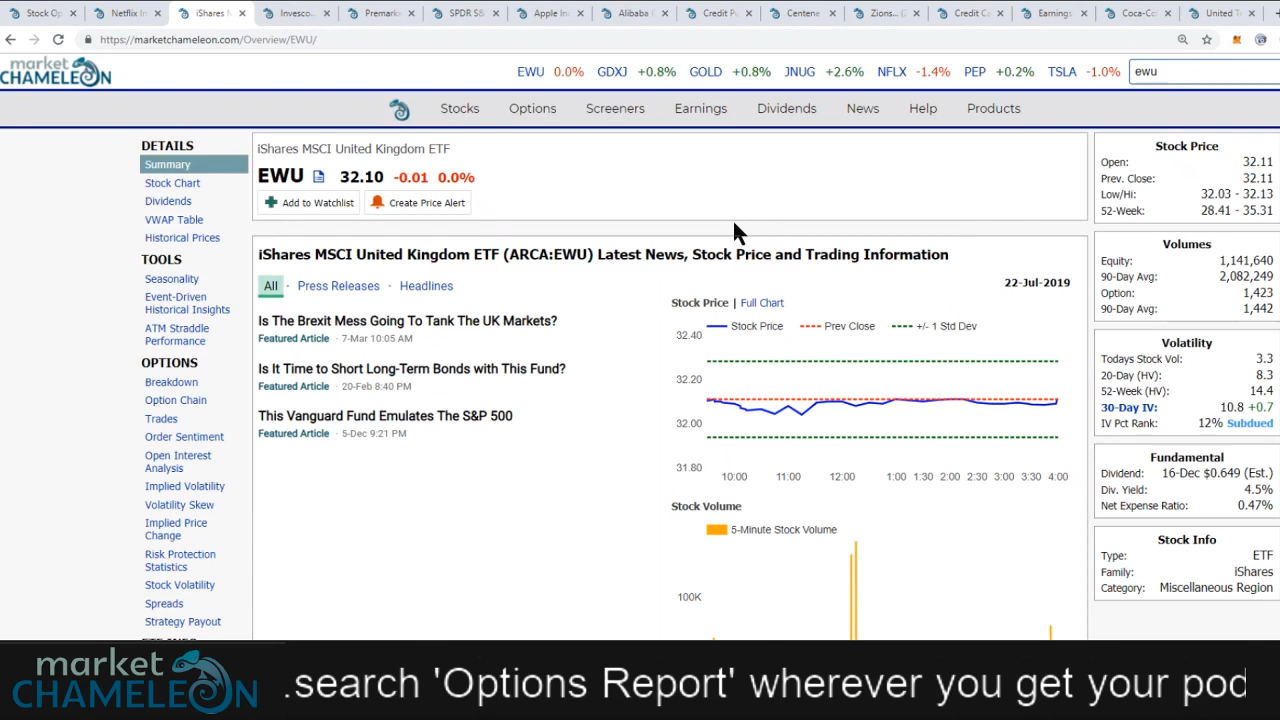 Stock Op
Netflix In
iShares M
Invesco...
Premark
SPDR S&
Apple Inc
Alibaba
Credit Po
Centene
Zions...
Credit Ca
Earnings
Coca-Co
United T
https://marketchameleon.com/Overview/EWU/
market
CHAMELEON
EWU 0.0% GDXJ +0.8% GOLD +0.8% JNUG +2.6% NFLX -1.4% PEP +0.2% TSLA -1.0%
ewu
Stocks Options Screeners Earnings Dividends News Help Products
DETAILS
Summary
Stock Chart
Dividends
VWAP Table
Historical Prices
TOOLS
Seasonality
Event-Driven
Historical Insights
ATM Straddle
Performance
OPTIONS
Breakdown
Option Chain
Trades
Order Sentiment
Open Interest
Analysis
Implied Volatility
Volatility Skew
Implied Price
Change
Risk Protection
Statistics
Stock Volatility
Spreads
Strategy Payout
iShares MSCI United Kingdom ETF
EWU 32.10 -0.01 0.0%
Add to Watchlist
Create Price Alert
iShares MSCI United Kingdom ETF (ARCA:EWU) Latest News, Stock Price and Trading Information
All · Press Releases · Headlines
22-Jul-2019
Is The Brexit Mess Going To Tank The UK Markets?
Featured Article · 7-Mar 10:05 AM
Is It Time to Short Long-Term Bonds with This Fund?
Featured Article · 20-Feb 8:40 PM
This Vanguard Fund Emulates The S&P 500
Featured Article · 5-Dec 9:21 PM
Stock Price | Full Chart
Stock Price Prev Close +/- 1 Std Dev
32.40
32.20
32.00
31.80
10:00 11:00 12:00 1:00 1:30 2:00 2:30 3:00 3:30 4:00
Stock Volume
5-Minute Stock Volume
100K
Stock Price
Open: 32.11
Prev. Close: 32.11
Low/Hi: 32.03 - 32.13
52-Week: 28.41 - 35.31
Volumes
Equity: 1,141,640
90-Day Avg: 2,082,249
Option: 1,423
90-Day Avg: 1,442
Volatility
Todays Stock Vol: 3.3
20-Day (HV): 8.3
52-Week (HV): 14.4
30-Day IV: 10.8 +0.7
IV Pct Rank: 12% Subdued
Fundamental
Dividend: 16-Dec $0.649 (Est.)
Div. Yield: 4.5%
Net Expense Ratio: 0.47%
Stock Info
Type: ETF
Family: iShares
Category: Miscellaneous Region
market
CHAMELEON
.search 'Options Report' wherever you get your pod